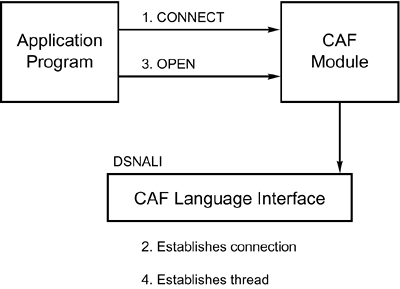 1. CONNECT
Application
Program
CAF
Module
3. OPEN
DSNALI
CAF Language Interface
2. Establishes connection
4. Establishes thread